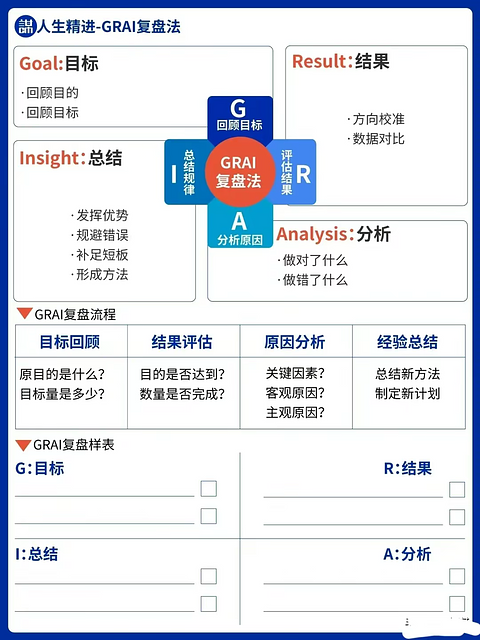 謀 人生精进-GRAI复盘法
Goal:目标
·回顾目的
·回顾目标
Result:结果
·方向校准
·数据对比
G
回顾目标
I
总结规律
GRAI
复盘法
评估结果
R
A
分析原因
Insight:总结
·发挥优势
·规避错误
·补足短板
·形成方法
Analysis:分析
·做对了什么
·做错了什么
GRAI复盘流程
目标回顾 结果评估 原因分析 经验总结
原目的是什么? 目的是否达到? 关键因素? 总结新方法
目标量是多少? 数量是否完成? 客观原因? 制定新计划
主观原因?
GRAI复盘样表
G:目标 R:结果
I:总结 A:分析